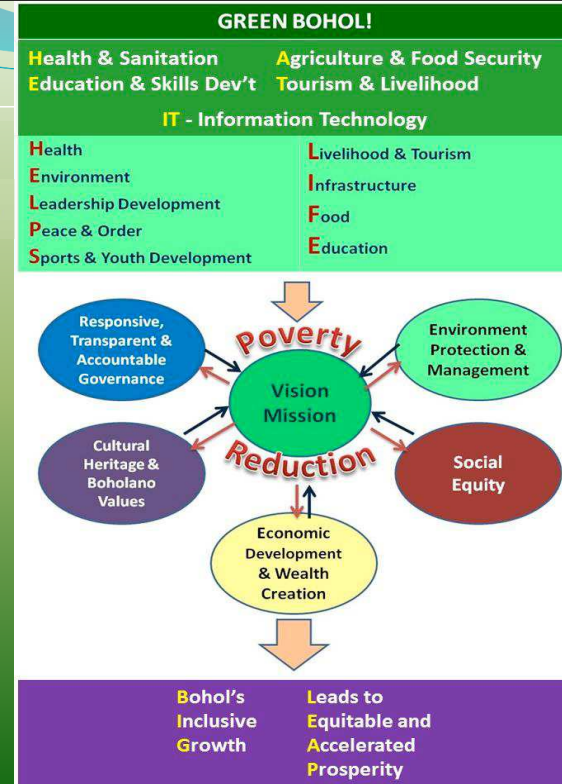 GREEN BOHOL!
Health & Sanitation
Education & Skills Dev't
Agriculture & Food Security
Tourism & Livelihood
IT - Information Technology
Health
Environment
Leadership Development
Peace & Order
Sports & Youth Development
Livelihood & Tourism
Infrastructure
Food
Education
Responsive,
Transparent &
Accountable
Governance
Poverty
Reduction
Vision
Mission
Environment
Protection &
Management
Cultural
Heritage &
Boholano
Values
Social
Equity
Economic
Development
& Wealth
Creation
Bohol's
Inclusive
Growth
Leads to
Equitable and
Accelerated
Prosperity